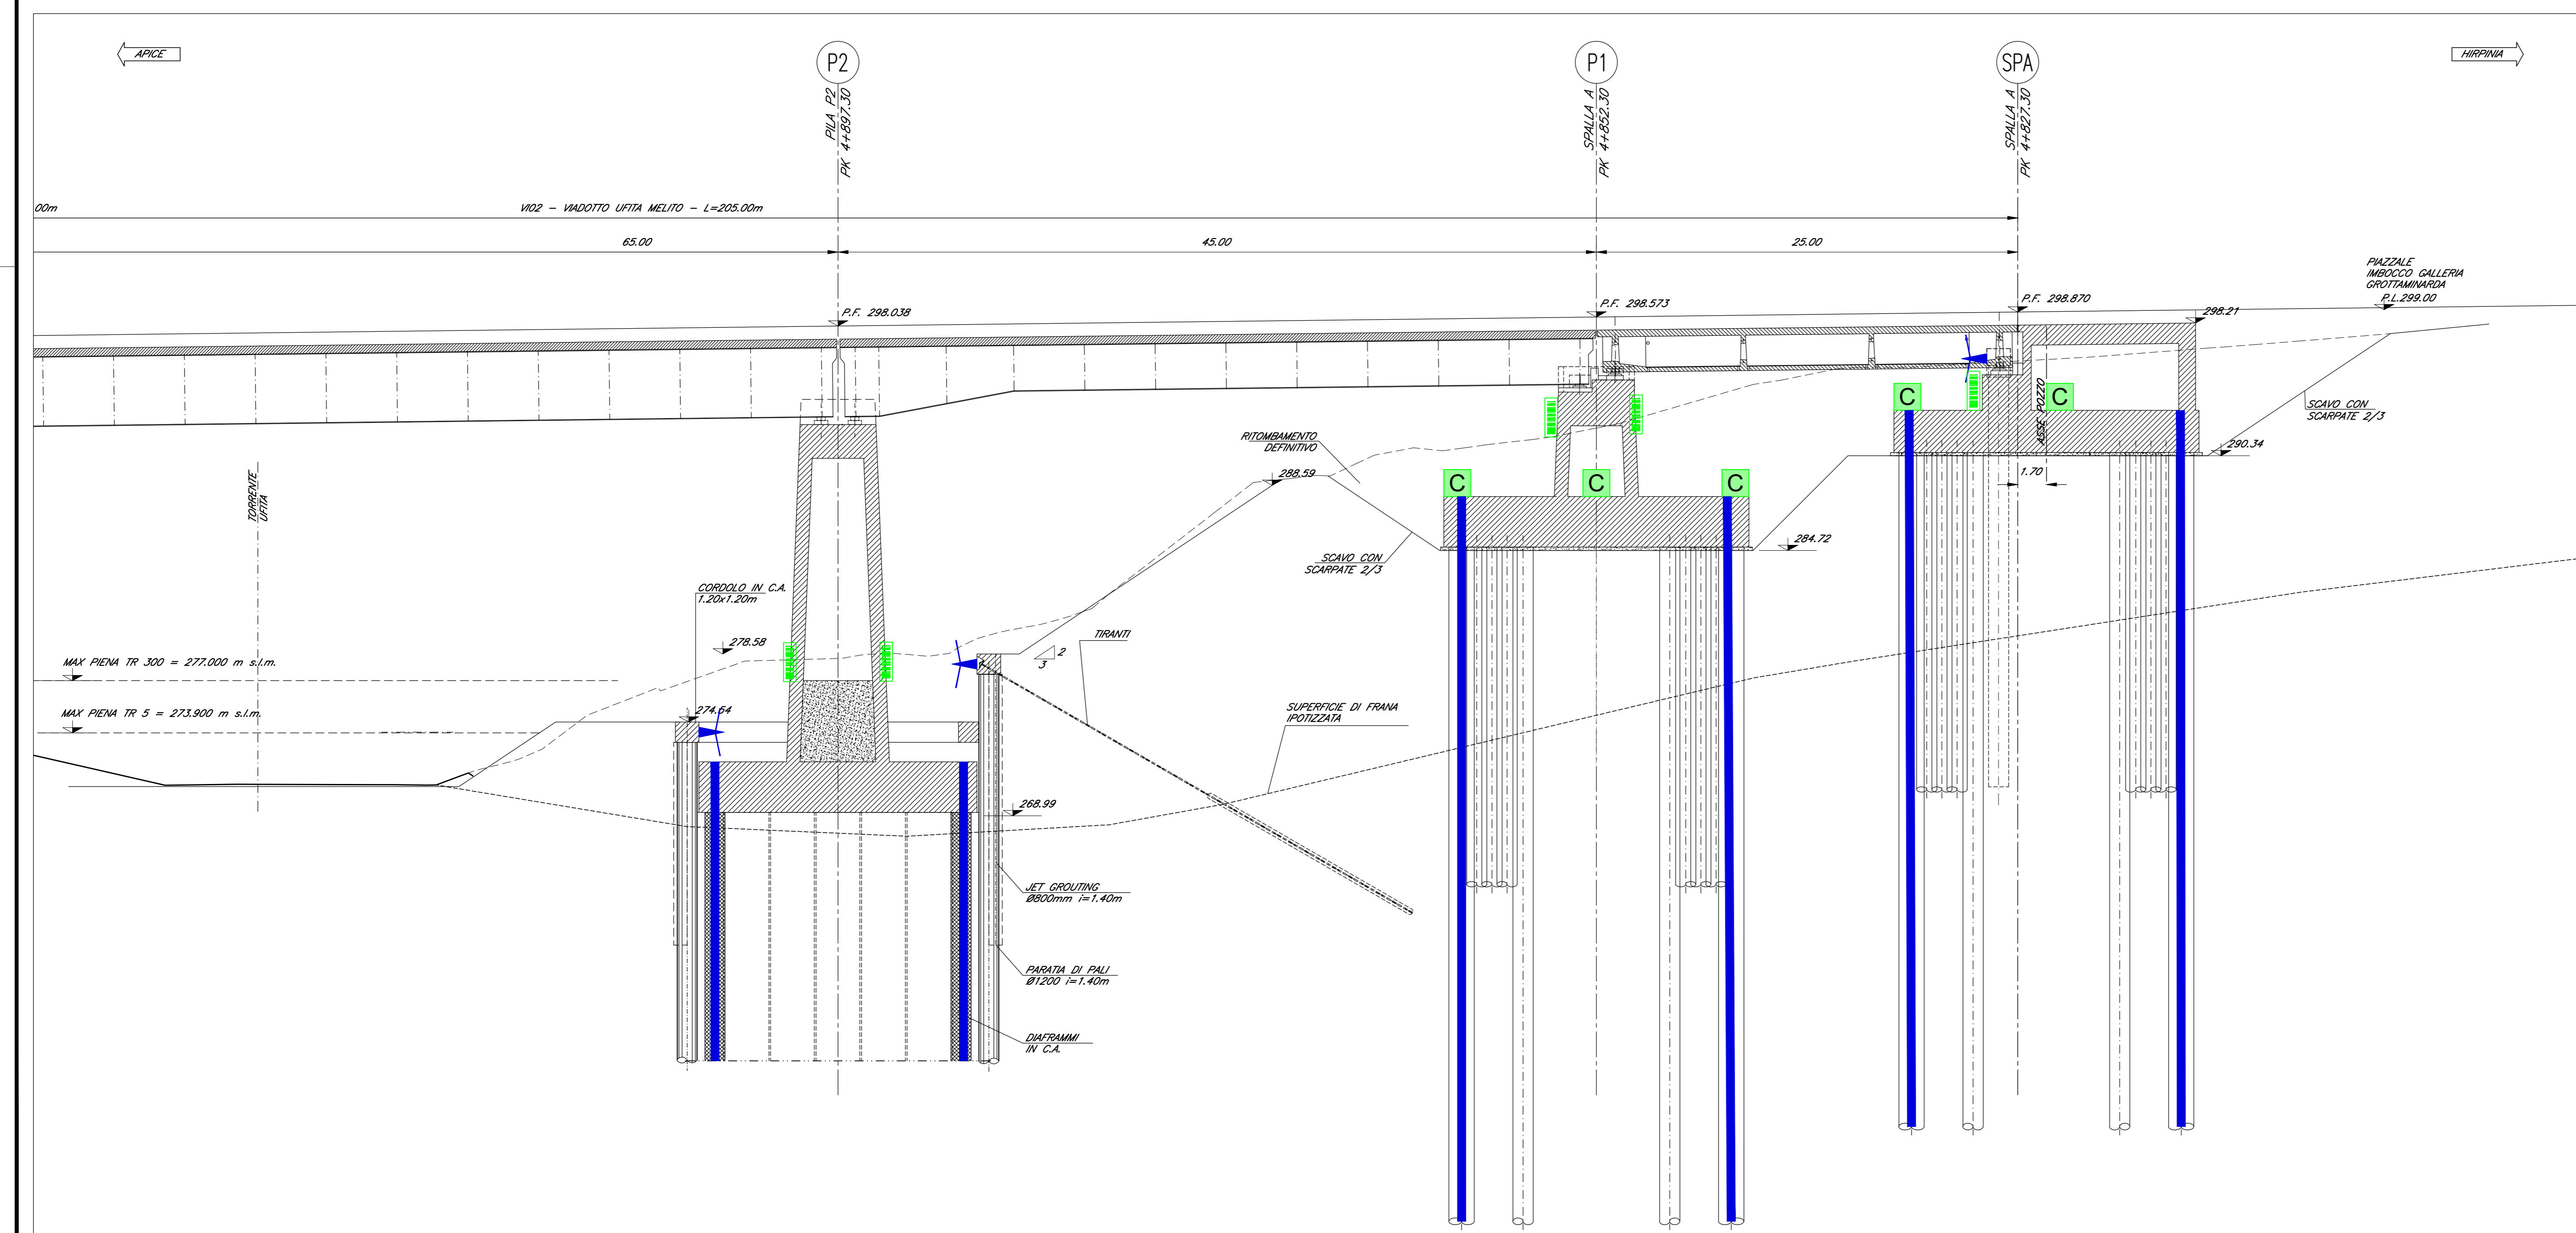 APICE
P2
P1
SPA
HIRPINIA
PILA P2
PK 4+897.30
SPALLA A
PK 4+852.30
SPALLA A
PK 4+827.30
00m
VI02 - VIADOTTO UFITA MELITO - L=205.00m
65.00
45.00
25.00
PIAZZALE
IMBOCCO GALLERIA
GROTTAMINARDA
P.L.299.00
P.F. 298.038
P.F. 298.573
P.F. 298.870
298.21
C
C
ASSE POZZO
SCAVO CON
SCARPATE 2/3
RITOMBAMENTO
DEFINITIVO
290.34
1.70
288.59
C
C
C
TORRENTE
UFITA
284.72
SCAVO CON
SCARPATE 2/3
CORDOLO IN C.A.
1.20x1.20m
278.58
TIRANTI
2
3
MAX PIENA TR 300 = 277.000 m s.l.m.
MAX PIENA TR 5 = 273.900 m s.l.m.
274.64
SUPERFICIE DI FRANA
IPOTIZZATA
268.99
JET GROUTING
Ø800mm i=1.40m
PARATIA DI PALI
Ø1200 i=1.40m
DIAFRAMMI
IN C.A.